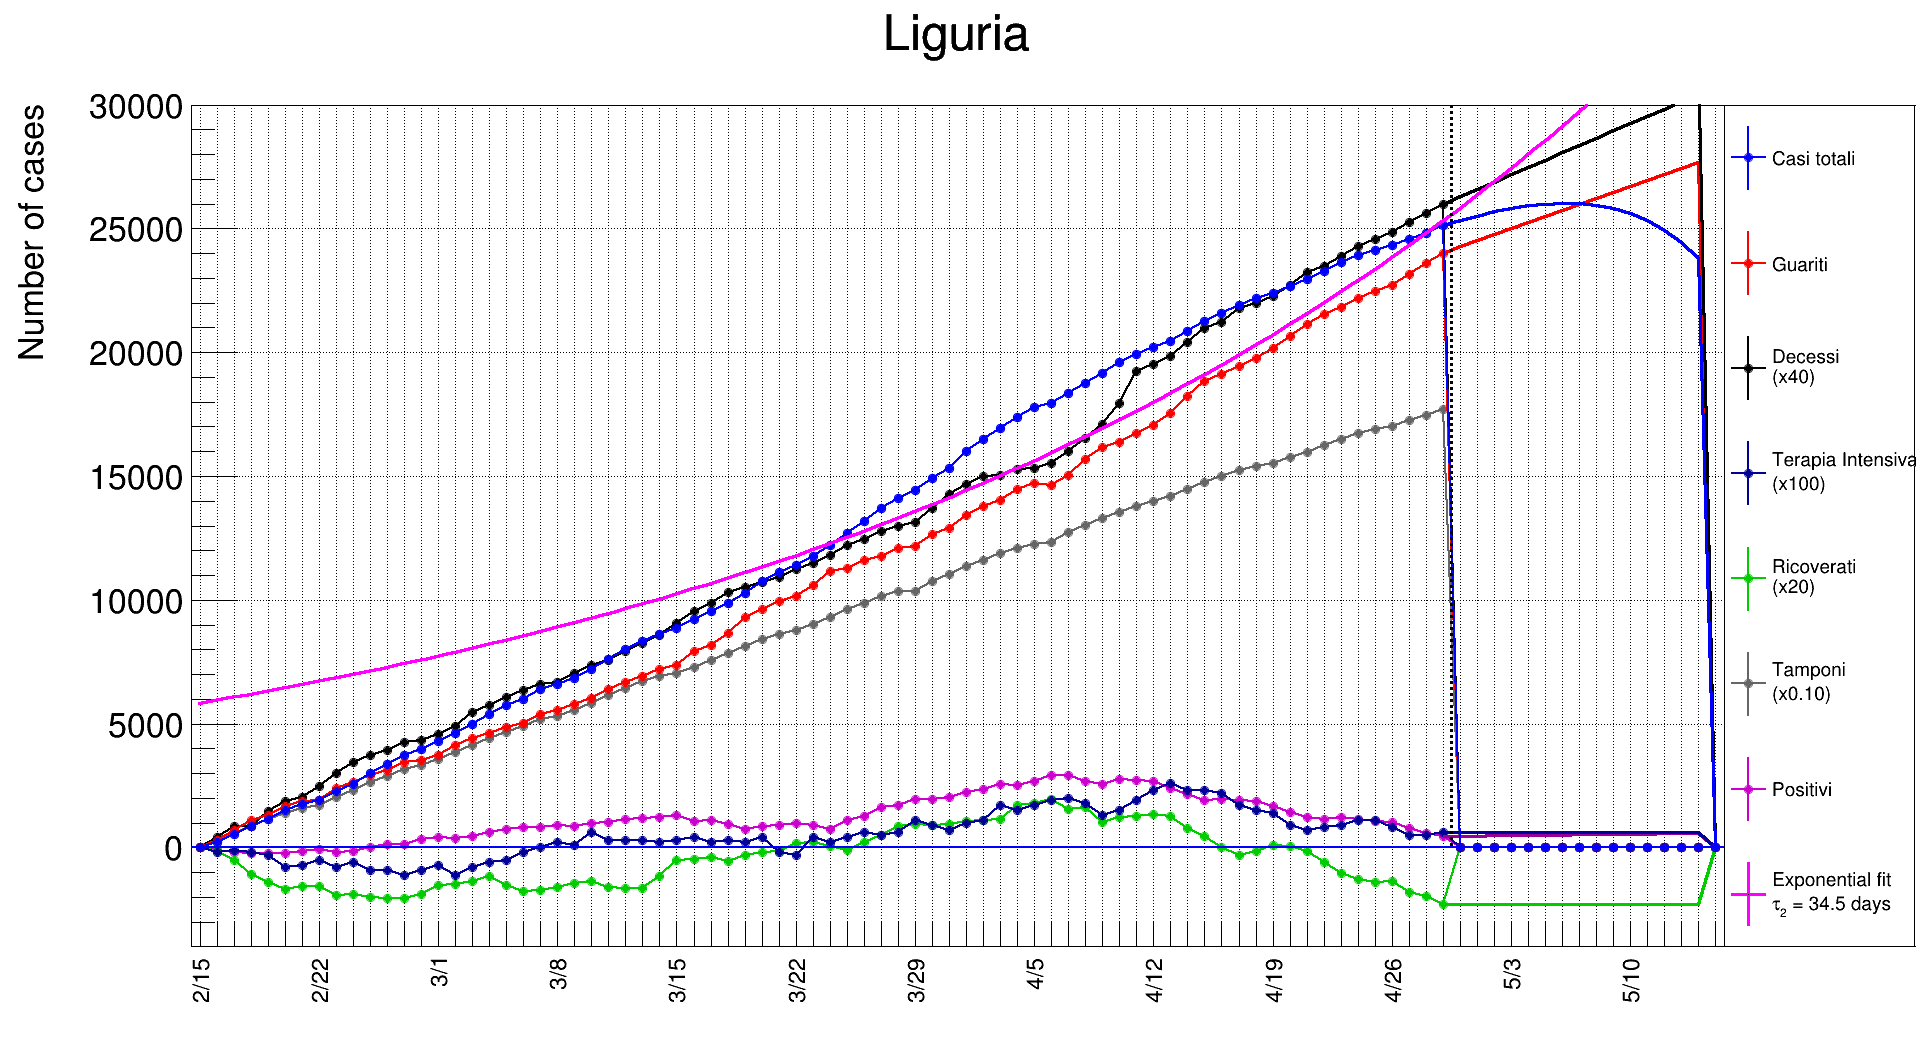 Liguria
Number of cases
30000
25000
20000
15000
10000
5000
0
2/15
2/22
3/1
3/8
3/15
3/22
3/29
4/5
4/12
4/19
4/26
5/3
5/10
Casi totali
Guariti
Decessi
(x40)
Terapia Intensiva
(x100)
Ricoverati
(x20)
Tamponi
(x0.10)
Positivi
Exponential fit
τ₂ = 34.5 days